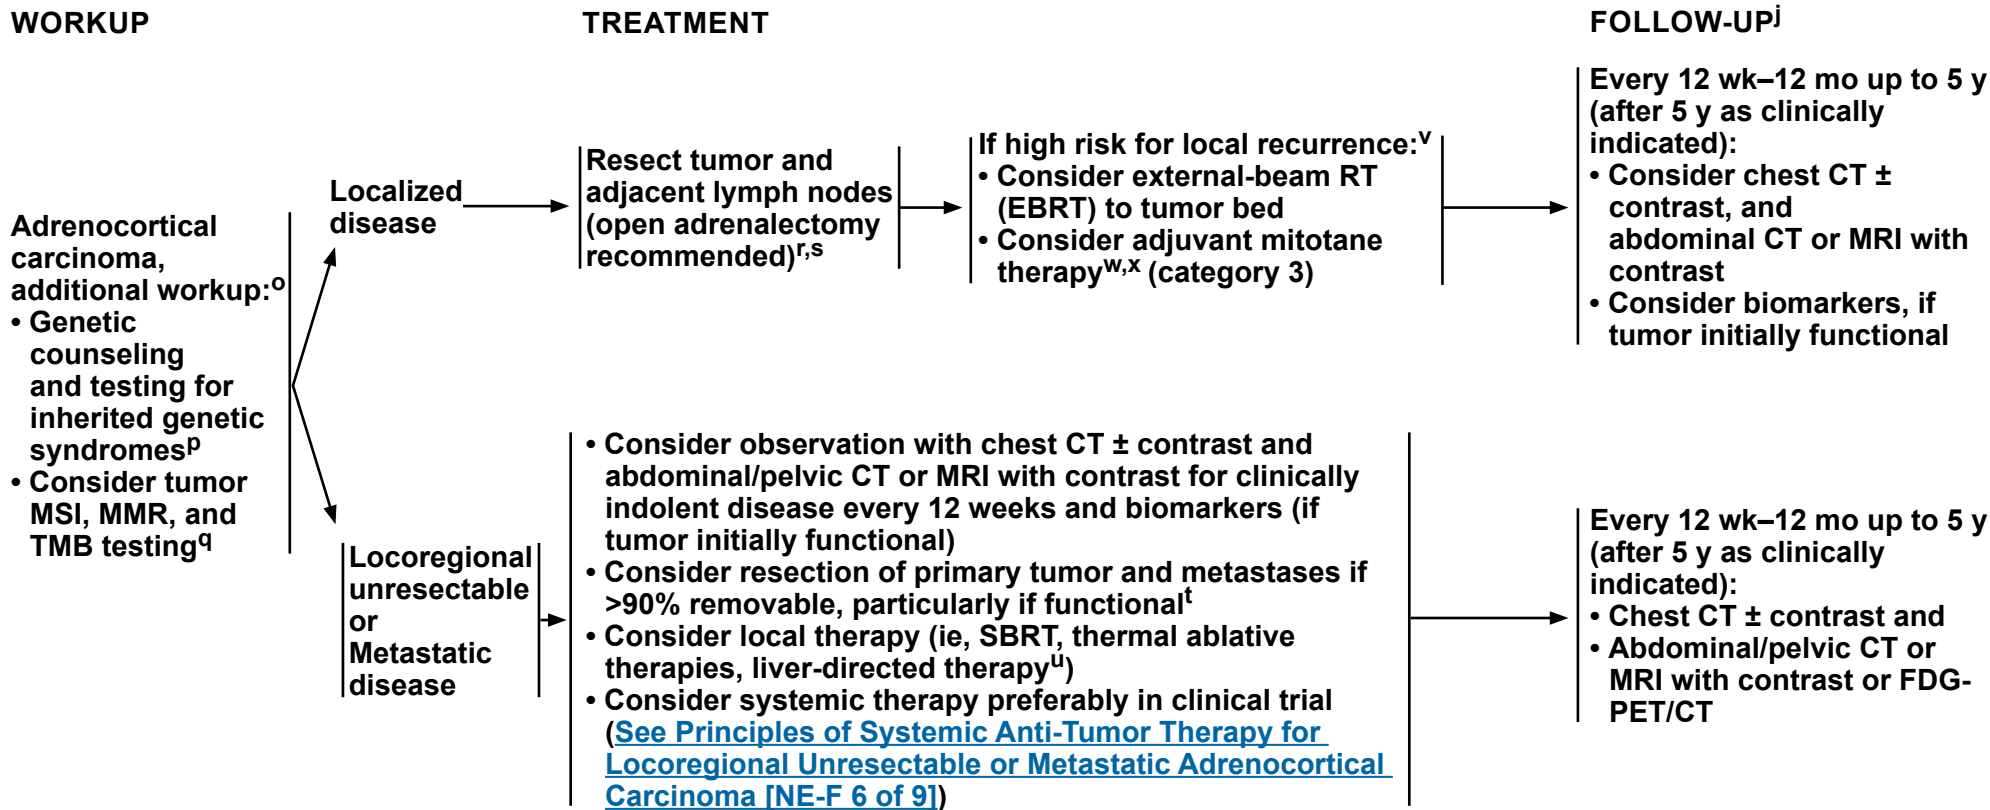 WORKUP
TREATMENT
FOLLOW-UPʲ
Adrenocortical
carcinoma,
additional workup:ᵒ
• Genetic
counseling
and testing for
inherited genetic
syndromesᵖ
• Consider tumor
MSI, MMR, and
TMB testing^q
Localized
disease
Resect tumor and
adjacent lymph nodes
(open adrenalectomy
recommended)ʳ,ˢ
If high risk for local recurrence:ᵛ
• Consider external-beam RT
(EBRT) to tumor bed
• Consider adjuvant mitotane
therapyʷ,ˣ (category 3)
Every 12 wk–12 mo up to 5 y
(after 5 y as clinically
indicated):
• Consider chest CT ±
contrast, and
abdominal CT or MRI with
contrast
• Consider biomarkers, if
tumor initially functional
Locoregional
unresectable
or
Metastatic
disease
• Consider observation with chest CT ± contrast and
abdominal/pelvic CT or MRI with contrast for clinically
indolent disease every 12 weeks and biomarkers (if
tumor initially functional)
• Consider resection of primary tumor and metastases if
>90% removable, particularly if functionalᵗ
• Consider local therapy (ie, SBRT, thermal ablative
therapies, liver-directed therapyᵘ)
• Consider systemic therapy preferably in clinical trial
(See Principles of Systemic Anti-Tumor Therapy for
Locoregional Unresectable or Metastatic Adrenocortical
Carcinoma [NE-F 6 of 9])
Every 12 wk–12 mo up to 5 y
(after 5 y as clinically
indicated):
• Chest CT ± contrast and
• Abdominal/pelvic CT or
MRI with contrast or FDG-
PET/CT